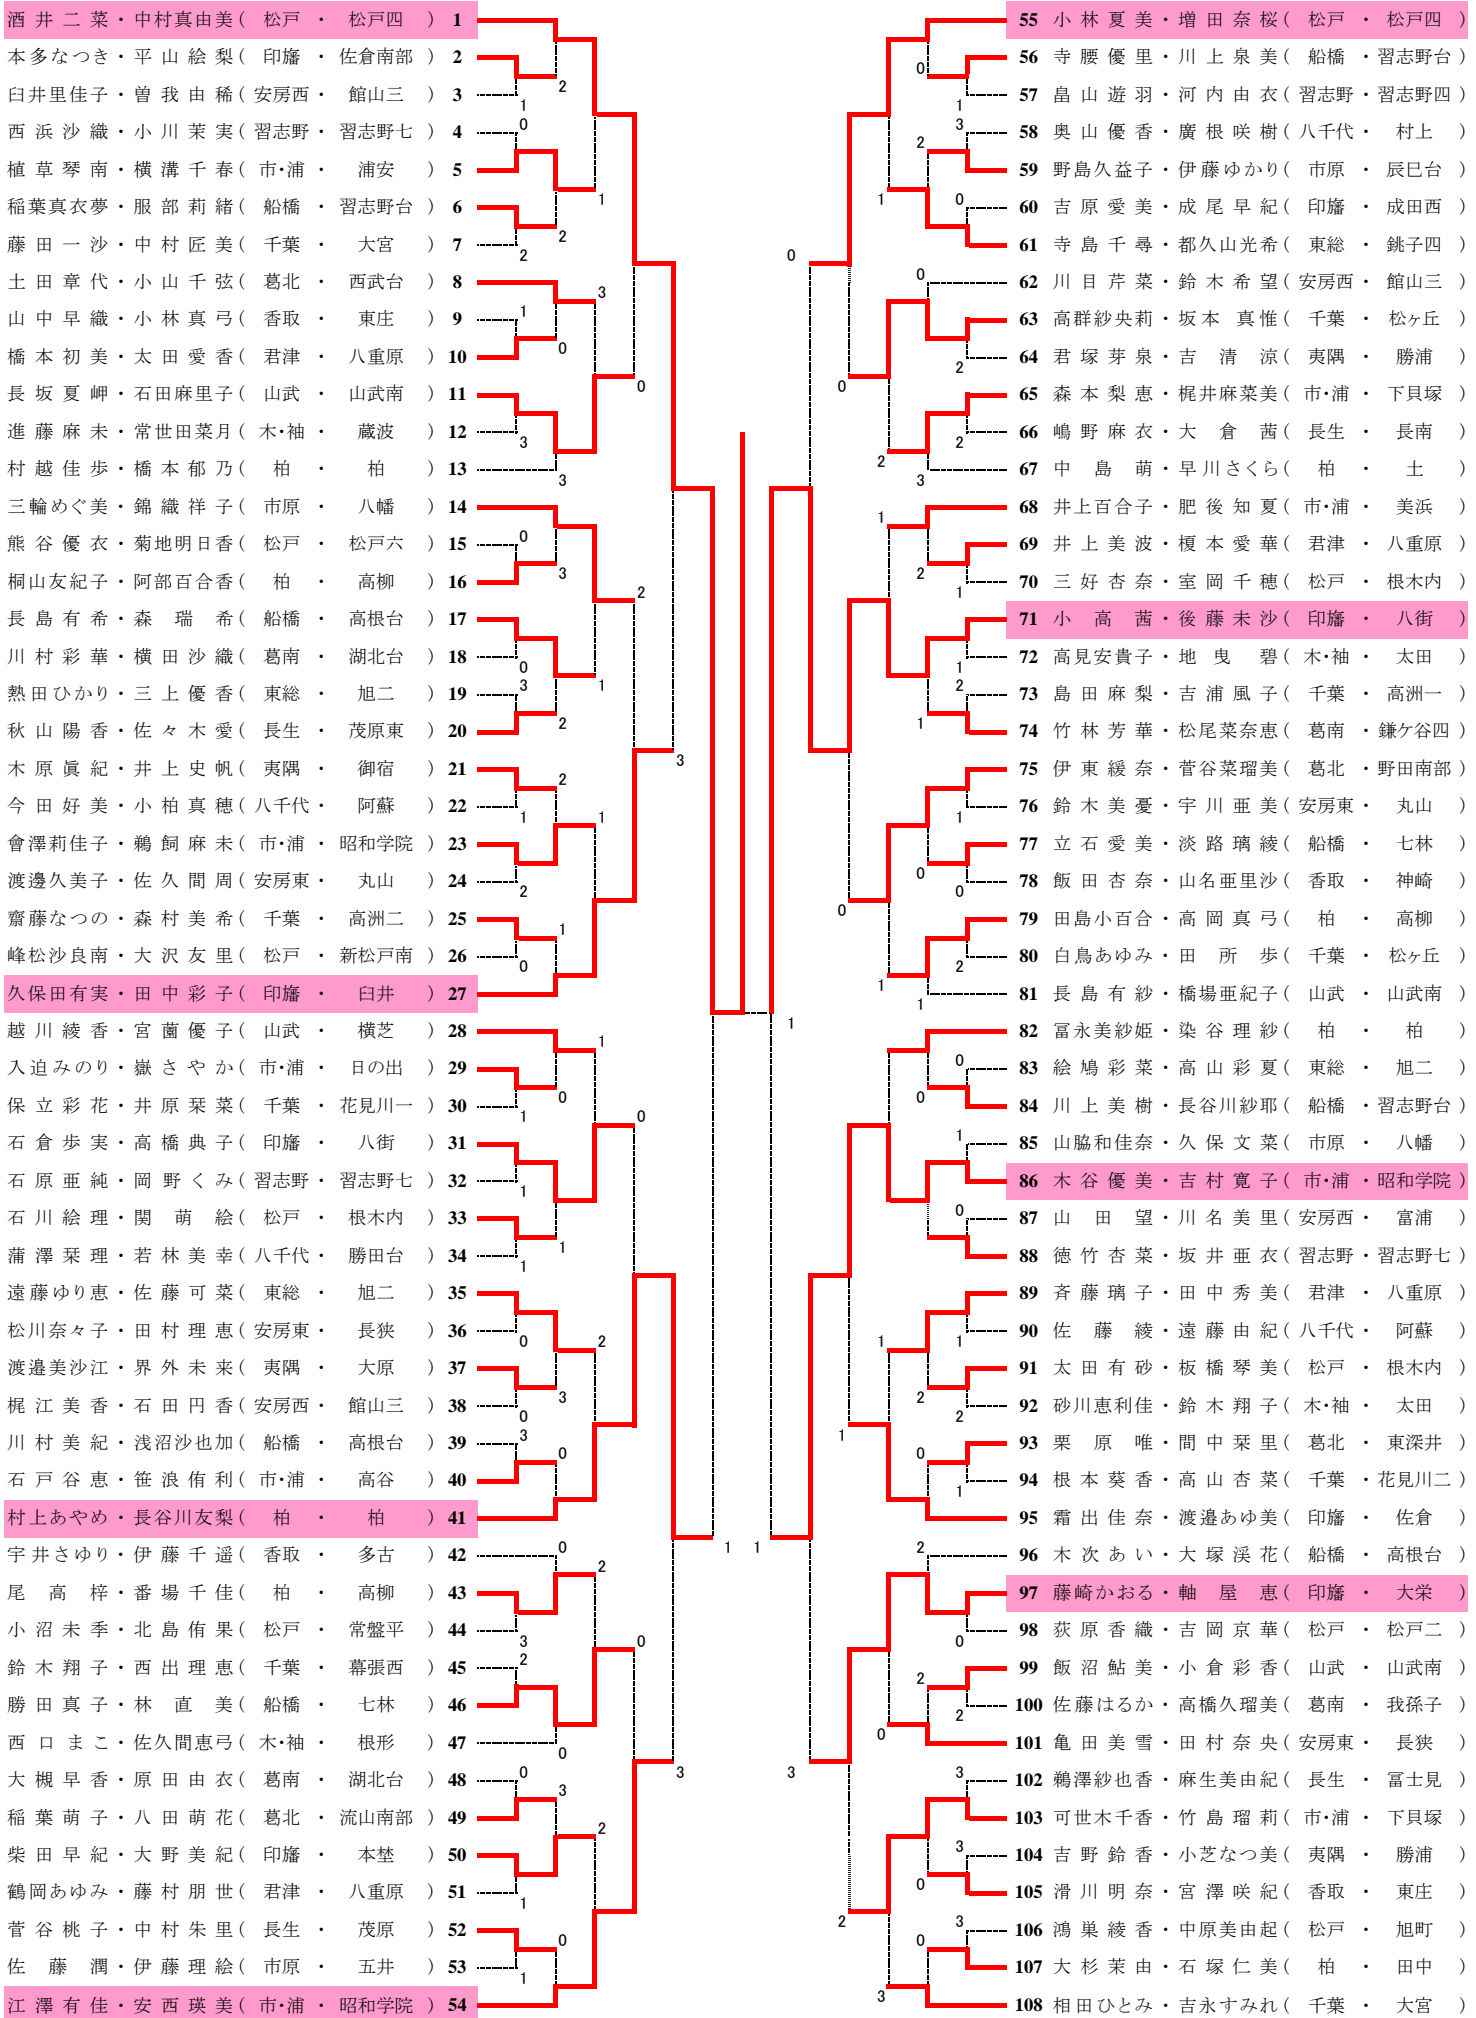 酒井二菜・中村真由美(松戸・松戸四) 1
本多なつき・平山絵梨(印旛・佐倉南部) 2
臼井里佳子・曽我由稀(安房西・館山三) 3
西浜沙織・小川茉実(習志野・習志野七) 4
植草琴南・横溝千春(市・浦・浦安) 5
稲葉真衣夢・服部莉緒(船橋・習志野台) 6
藤田一沙・中村匠美(千葉・大宮) 7
土田章代・小山千弦(葛北・西武台) 8
山中早織・小林真弓(香取・東庄) 9
橋本初美・太田愛香(君津・八重原) 10
長坂夏岬・石田麻里子(山武・山武南) 11
進藤麻未・常世田菜月(木・袖・蔵波) 12
村越佳歩・橋本郁乃(柏・柏) 13
三輪めぐ美・錦織祥子(市原・八幡) 14
熊谷優衣・菊地明日香(松戸・松戸六) 15
桐山友紀子・阿部百合香(柏・高柳) 16
長島有希・森瑞希(船橋・高根台) 17
川村彩華・横田沙織(葛南・湖北台) 18
熱田ひかり・三上優香(東総・旭二) 19
秋山陽香・佐々木愛(長生・茂原東) 20
木原眞紀・井上史帆(夷隅・御宿) 21
今田好美・小柏真穂(八千代・阿蘇) 22
會澤莉佳子・鵜飼麻未(市・浦・昭和学院) 23
渡邉久美子・佐久間周(安房東・丸山) 24
齋藤なつの・森村美希(千葉・高洲二) 25
峰松沙良南・大沢友里(松戸・新松戸南) 26
久保田有実・田中彩子(印旛・臼井) 27
越川綾香・宮薗優子(山武・横芝) 28
入迫みのり・嶽さやか(市・浦・日の出) 29
保立彩花・井原栞菜(千葉・花見川一) 30
石倉歩実・高橋典子(印旛・八街) 31
石原亜純・岡野くみ(習志野・習志野七) 32
石川絵理・関萌絵(松戸・根木内) 33
蒲澤栞理・若林美幸(八千代・勝田台) 34
遠藤ゆり恵・佐藤可菜(東総・旭二) 35
松川奈々子・田村理恵(安房東・長狭) 36
渡邉美沙江・界外未来(夷隅・大原) 37
梶江美香・石田円香(安房西・館山三) 38
川村美紀・浅沼沙也加(船橋・高根台) 39
石戸谷恵・笹浪侑利(市・浦・高谷) 40
村上あやめ・長谷川友梨(柏・柏) 41
宇井さゆり・伊藤千遥(香取・多古) 42
尾高梓・番場千佳(柏・高柳) 43
小沼未季・北島侑果(松戸・常盤平) 44
鈴木翔子・西出理恵(千葉・幕張西) 45
勝田真子・林直美(船橋・七林) 46
西口まこ・佐久間恵弓(木・袖・根形) 47
大槻早香・原田由衣(葛南・湖北台) 48
稲葉萌子・八田萌花(葛北・流山南部) 49
柴田早紀・大野美紀(印旛・本埜) 50
鶴岡あゆみ・藤村朋世(君津・八重原) 51
菅谷桃子・中村朱里(長生・茂原) 52
佐藤潤・伊藤理絵(市原・五井) 53
江澤有佳・安西瑛美(市・浦・昭和学院) 54
55 小林夏美・増田奈桜(松戸・松戸四)
56 寺腰優里・川上泉美(船橋・習志野台)
57 畠山遊羽・河内由衣(習志野・習志野四)
58 奥山優香・廣根咲樹(八千代・村上)
59 野島久益子・伊藤ゆかり(市原・辰巳台)
60 吉原愛美・成尾早紀(印旛・成田西)
61 寺島千尋・都久山光希(東総・銚子四)
62 川目芹菜・鈴木希望(安房西・館山三)
63 高群紗央莉・坂本真惟(千葉・松ヶ丘)
64 君塚芽泉・吉清涼(夷隅・勝浦)
65 森本梨恵・梶井麻菜美(市・浦・下貝塚)
66 嶋野麻衣・大倉茜(長生・長南)
67 中島萌・早川さくら(柏・土)
68 井上百合子・肥後知夏(市・浦・美浜)
69 井上美波・榎本愛華(君津・八重原)
70 三好杏奈・室岡千穂(松戸・根木内)
71 小高茜・後藤未沙(印旛・八街)
72 高見安貴子・地曳碧(木・袖・太田)
73 島田麻梨・吉浦風子(千葉・高洲一)
74 竹林芳華・松尾菜奈恵(葛南・鎌ケ谷四)
75 伊東緩奈・菅谷菜瑠美(葛北・野田南部)
76 鈴木美憂・宇川亜美(安房東・丸山)
77 立石愛美・淡路璃綾(船橋・七林)
78 飯田杏奈・山名亜里沙(香取・神崎)
79 田島小百合・高岡真弓(柏・高柳)
80 白鳥あゆみ・田所歩(千葉・松ヶ丘)
81 長島有紗・橋場亜紀子(山武・山武南)
82 冨永美紗姫・染谷理紗(柏・柏)
83 絵鳩彩菜・高山彩夏(東総・旭二)
84 川上美樹・長谷川紗耶(船橋・習志野台)
85 山脇和佳奈・久保文菜(市原・八幡)
86 木谷優美・吉村寛子(市・浦・昭和学院)
87 山田望・川名美里(安房西・富浦)
88 徳竹杏菜・坂井亜衣(習志野・習志野七)
89 斉藤璃子・田中秀美(君津・八重原)
90 佐藤綾・遠藤由紀(八千代・阿蘇)
91 太田有砂・板橋琴美(松戸・根木内)
92 砂川恵利佳・鈴木翔子(木・袖・太田)
93 栗原唯・間中栞里(葛北・東深井)
94 根本葵香・高山杏菜(千葉・花見川二)
95 霜出佳奈・渡邉あゆ美(印旛・佐倉)
96 木次あい・大塚渓花(船橋・高根台)
97 藤崎かおる・軸屋恵(印旛・大栄)
98 荻原香織・吉岡京華(松戸・松戸二)
99 飯沼鮎美・小倉彩香(山武・山武南)
100 佐藤はるか・高橋久瑠美(葛南・我孫子)
101 亀田美雪・田村奈央(安房東・長狭)
102 鵜澤紗也香・麻生美由紀(長生・冨士見)
103 可世木千香・竹島瑠莉(市・浦・下貝塚)
104 吉野鈴香・小芝なつ美(夷隅・勝浦)
105 滑川明奈・宮澤咲紀(香取・東庄)
106 鴻巣綾香・中原美由起(松戸・旭町)
107 大杉茉由・石塚仁美(柏・田中)
108 相田ひとみ・吉永すみれ(千葉・大宮)